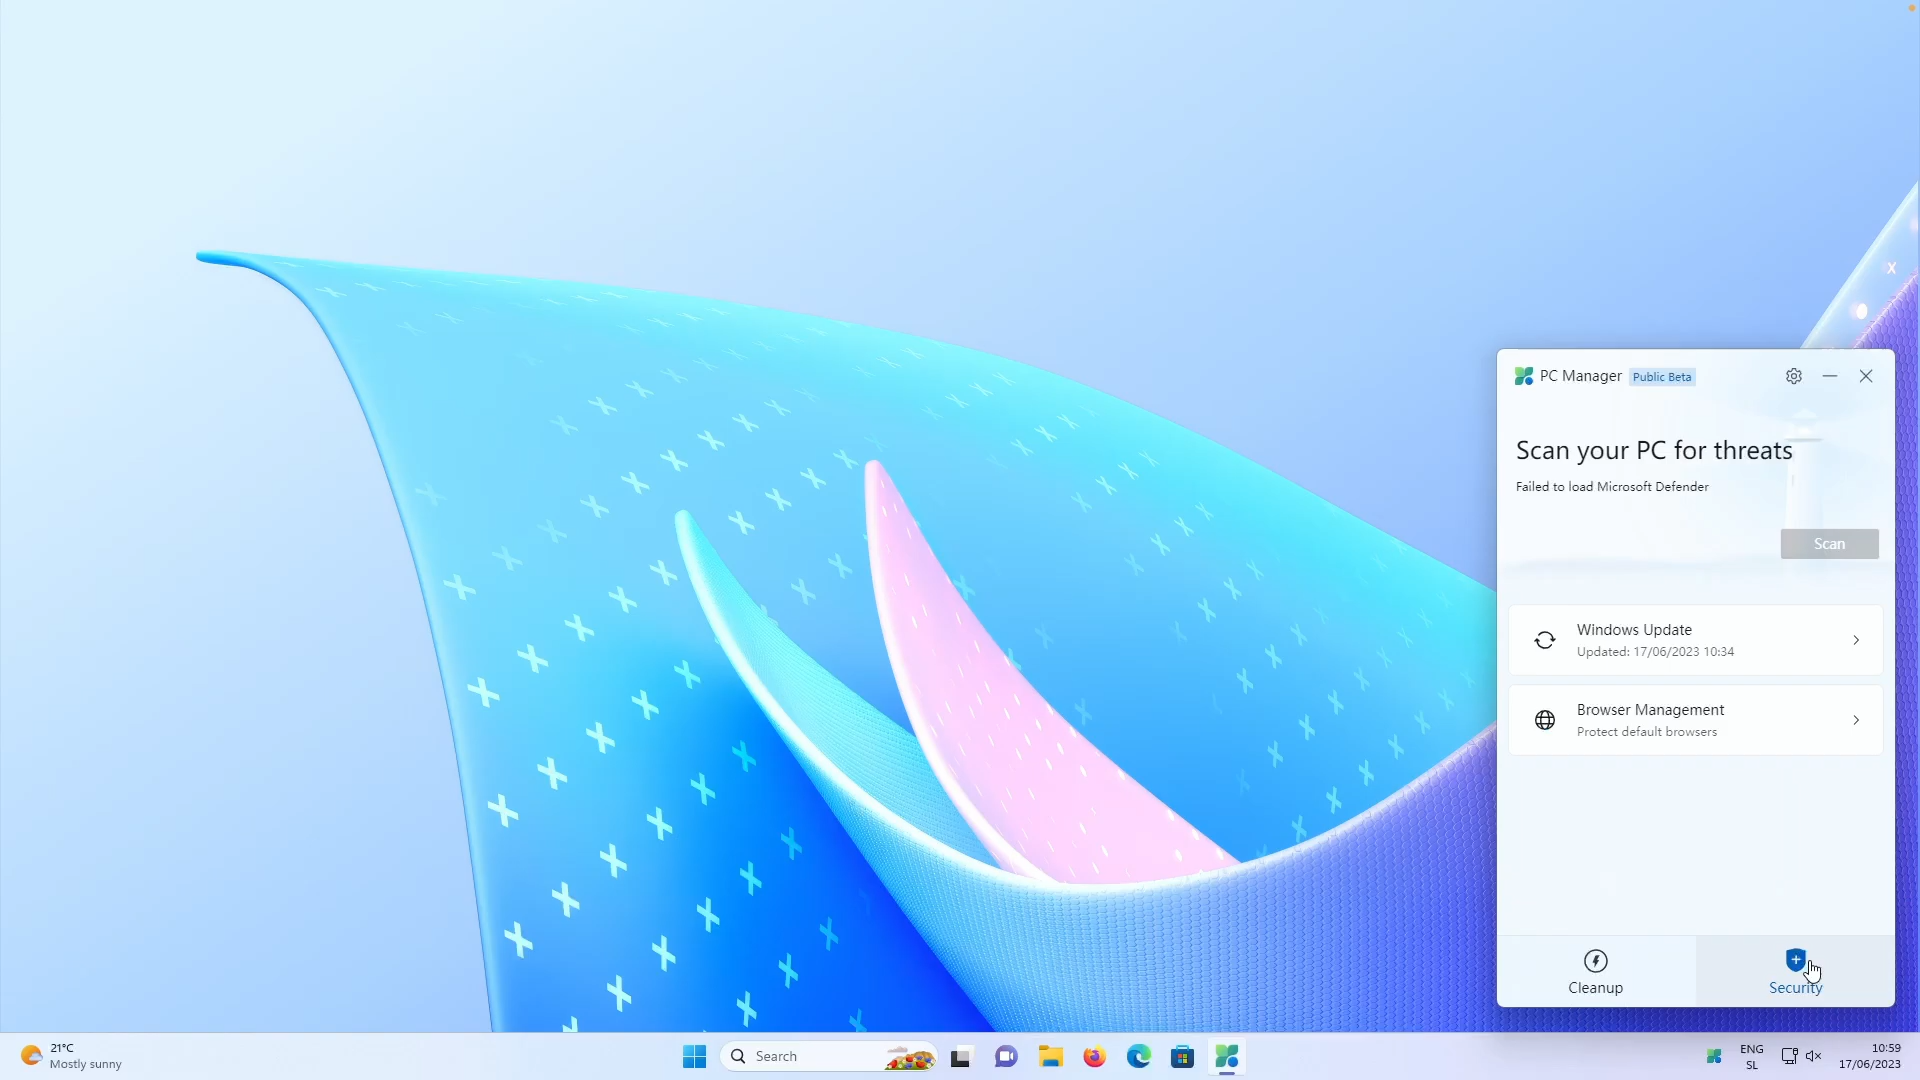 PC Manager Public Beta
Scan your PC for threats
Failed to load Microsoft Defender
Scan
Windows Update
Updated: 17/06/2023 10:34
Browser Management
Protect default browsers
Cleanup
Security
21°C
Mostly sunny
Search
ENG
SL
10:59
17/06/2023